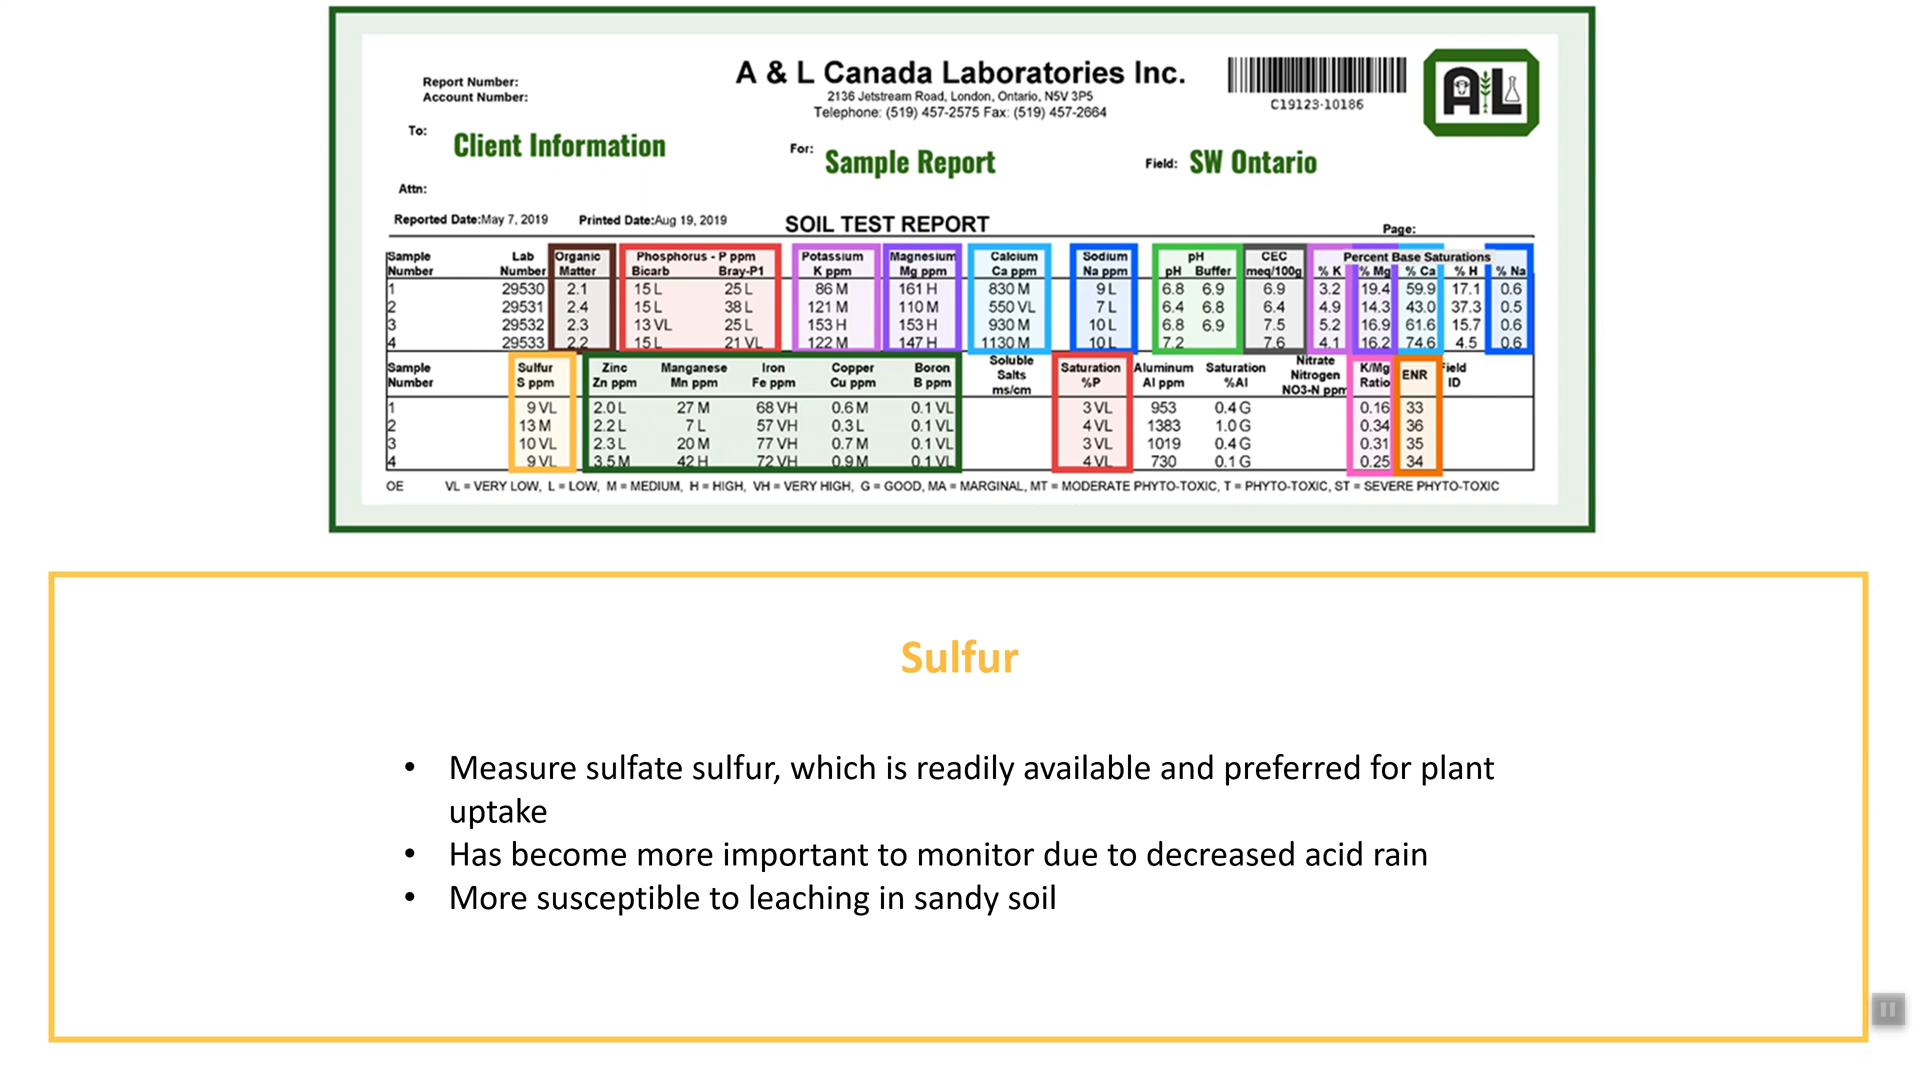 Report Number:
Account Number:
A & L Canada Laboratories Inc.
2136 Jetstream Road, London, Ontario, N5V 3P5
Telephone: (519) 457-2575 Fax: (519) 457-2664
C19123-10186
AL
To:
Client Information
For:
Sample Report
Field:
SW Ontario
Attn:
Reported Date:May 7, 2019 Printed Date:Aug 19, 2019 SOIL TEST REPORT Page:
Sample Lab Organic Phosphorus - P ppm Potassium Magnesium Calcium Sodium pH CEC Percent Base Saturations
Number Number Matter Bicarb Bray-P1 K ppm Mg ppm Ca ppm Na ppm pH Buffer meq/100g % K % Mg % Ca % H % Na
1 29530 2.1 15 L 25 L 86 M 161 H 830 M 9 L 6.8 6.9 6.9 3.2 19.4 59.9 17.1 0.6
2 29531 2.4 15 L 38 L 121 M 110 M 550 VL 7 L 6.4 6.8 6.4 4.9 14.3 43.0 37.3 0.5
3 29532 2.3 13 VL 25 L 153 H 153 H 930 M 10 L 6.8 6.9 7.5 5.2 16.9 61.6 15.7 0.6
4 29533 2.2 15 L 21 VL 122 M 147 H 1130 M 10 L 7.2 7.6 4.1 16.2 74.6 4.5 0.6
Sample Sulfur Zinc Manganese Iron Copper Boron Soluble Saturation Aluminum Saturation Nitrate K/Mg ENR Field
Number S ppm Zn ppm Mn ppm Fe ppm Cu ppm B ppm Salts %P Al ppm %Al Nitrogen Ratio ID
ms/cm NO3-N ppm
1 9 VL 2.0 L 27 M 68 VH 0.6 M 0.1 VL 3 VL 953 0.4 G 0.16 33
2 13 M 2.2 L 7 L 57 VH 0.3 L 0.1 VL 4 VL 1383 1.0 G 0.34 36
3 10 VL 2.3 L 20 M 77 VH 0.7 M 0.1 VL 3 VL 1019 0.4 G 0.31 35
4 9 VL 3.5 M 42 H 72 VH 0.9 M 0.1 VL 4 VL 730 0.1 G 0.25 34
OE VL = VERY LOW, L = LOW, M = MEDIUM, H = HIGH, VH = VERY HIGH, G = GOOD, MA = MARGINAL, MT = MODERATE PHYTO-TOXIC, T = PHYTO-TOXIC, ST = SEVERE PHYTO-TOXIC
Sulfur
• Measure sulfate sulfur, which is readily available and preferred for plant
uptake
• Has become more important to monitor due to decreased acid rain
• More susceptible to leaching in sandy soil